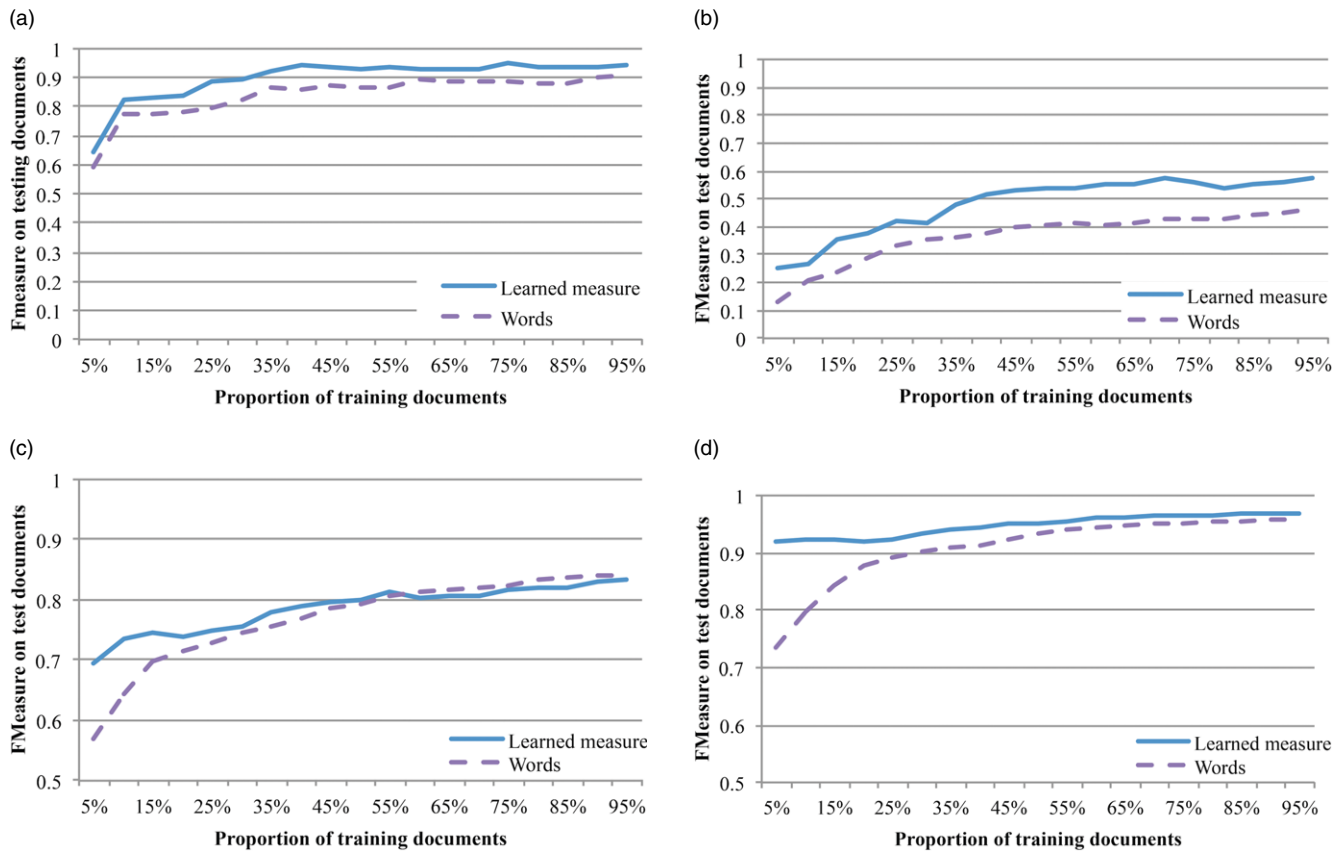 (a)
1
0.9
0.8
0.7
0.6
0.5
0.4
0.3
0.2
0.1
0
Fmeasure on testing documents
Learned measure
Words
5% 15% 25% 35% 45% 55% 65% 75% 85% 95%
Proportion of training documents
(b)
1
0.9
0.8
0.7
0.6
0.5
0.4
0.3
0.2
0.1
0
FMeasure on test documents
Learned measure
Words
5% 15% 25% 35% 45% 55% 65% 75% 85% 95%
Proportion of training documents
(c)
1
0.9
0.8
0.7
0.6
0.5
FMeasure on test documents
Learned measure
Words
5% 15% 25% 35% 45% 55% 65% 75% 85% 95%
Proportion of training documents
(d)
1
0.9
0.8
0.7
0.6
0.5
FMeasure on test documents
Learned measure
Words
5% 15% 25% 35% 45% 55% 65% 75% 85% 95%
Proportion of training documents